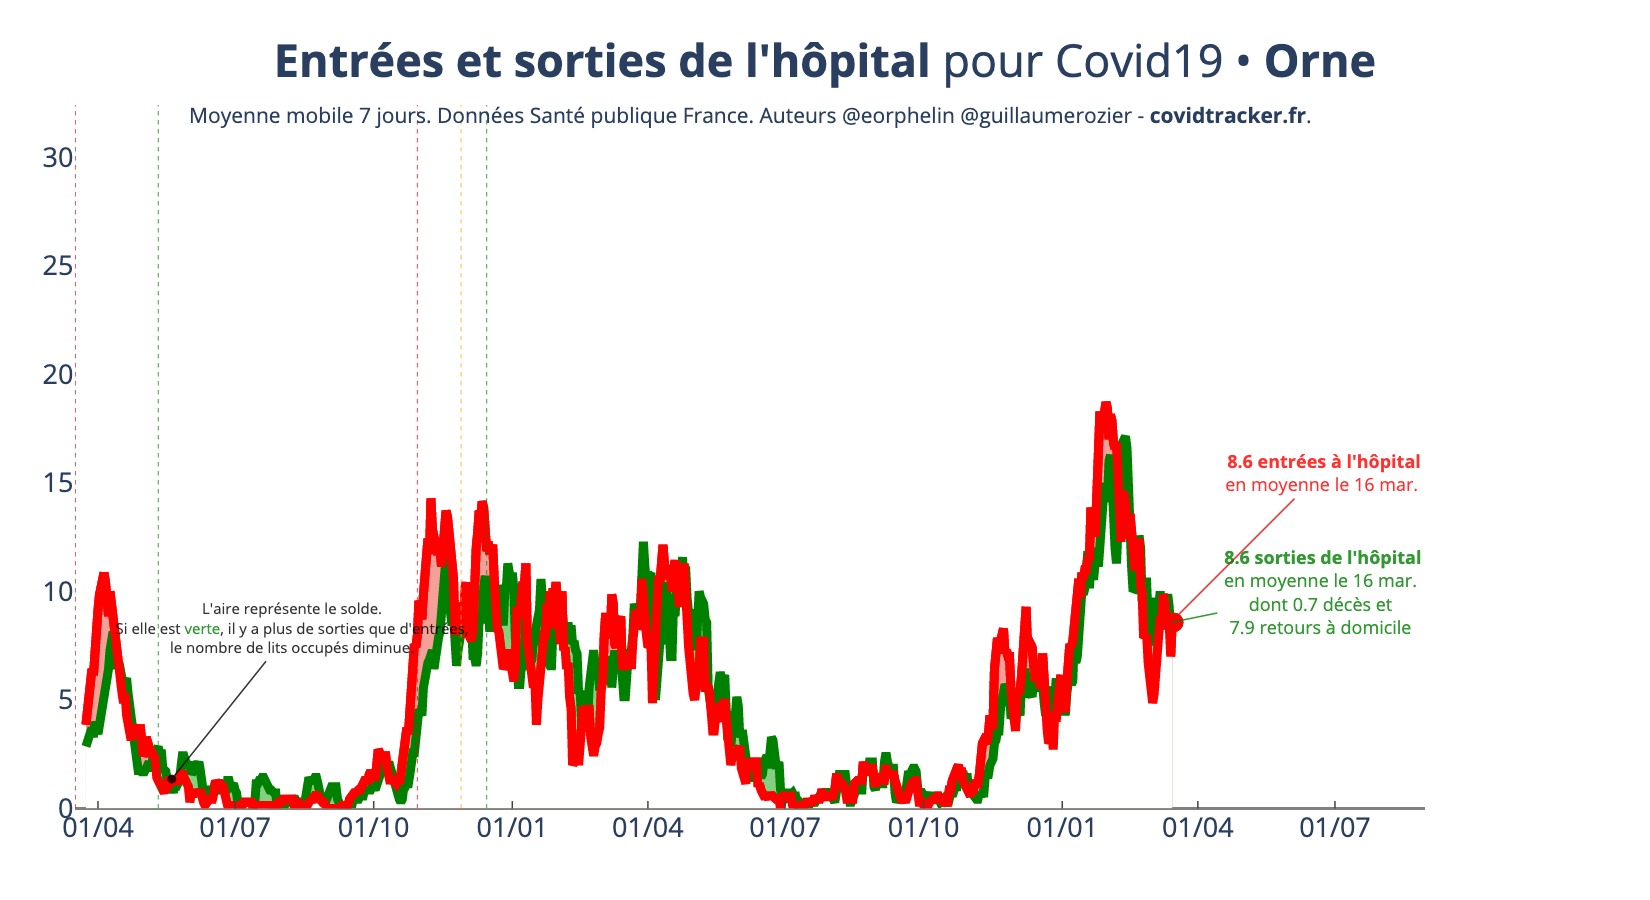 Entrées et sorties de l'hôpital pour Covid19 • Orne
Moyenne mobile 7 jours. Données Santé publique France. Auteurs @eorphelin @guillaumerozier - covidtracker.fr.
30
25
20
15
10
5
0
8.6 entrées à l'hôpital
en moyenne le 16 mar.
8.6 sorties de l'hôpital
en moyenne le 16 mar.
dont 0.7 décès et
7.9 retours à domicile
L'aire représente le solde.
Si elle est verte, il y a plus de sorties que d'entrées,
le nombre de lits occupés diminue
01/04 01/07 01/10 01/01 01/04 01/07 01/10 01/01 01/04 01/07